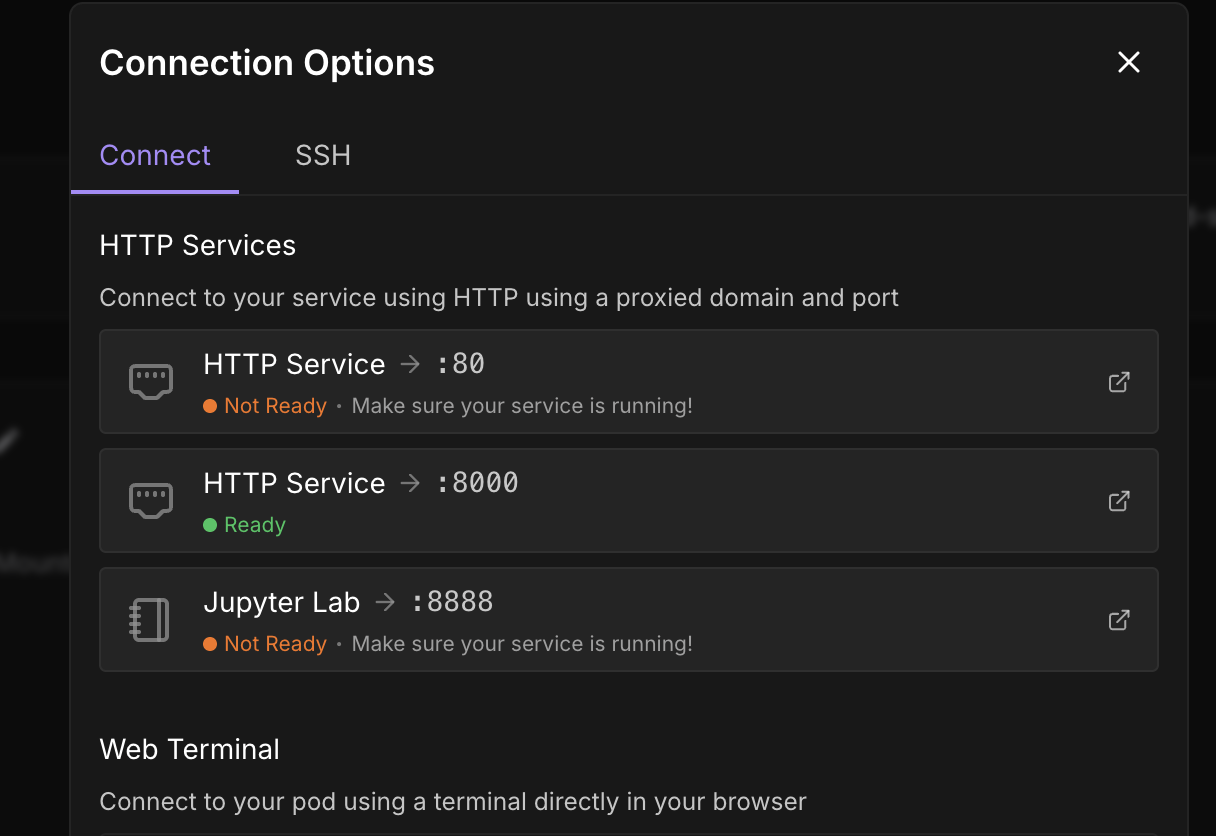 Connection Options
Connect SSH
HTTP Services
Connect to your service using HTTP using a proxied domain and port
HTTP Service → :80
Not Ready · Make sure your service is running!
HTTP Service → :8000
Ready
Jupyter Lab → :8888
Not Ready · Make sure your service is running!
Web Terminal
Connect to your pod using a terminal directly in your browser